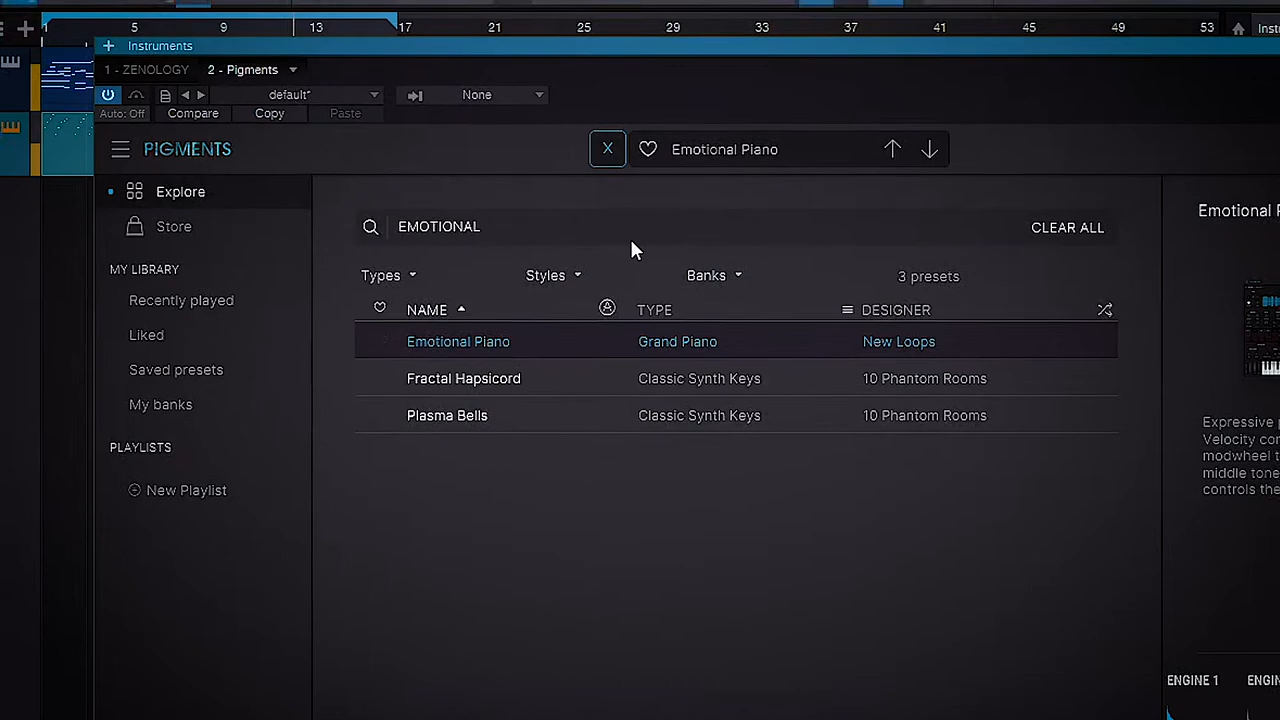 1 5 9 13 17 21 25 29 33 37 41 45 49 53
Instruments
1 - ZENOLOGY 2 - Pigments
default* None
Auto: Off Compare Copy Paste
PIGMENTS X Emotional Piano
Explore
Store
MY LIBRARY
Recently played
Liked
Saved presets
My banks
PLAYLISTS
New Playlist
EMOTIONAL CLEAR ALL
Types Styles Banks 3 presets
NAME TYPE DESIGNER
Emotional Piano Grand Piano New Loops
Fractal Hapsicord Classic Synth Keys 10 Phantom Rooms
Plasma Bells Classic Synth Keys 10 Phantom Rooms
Emotional
Expressive
Velocity
modwheel
middle tone
controls the
ENGINE 1